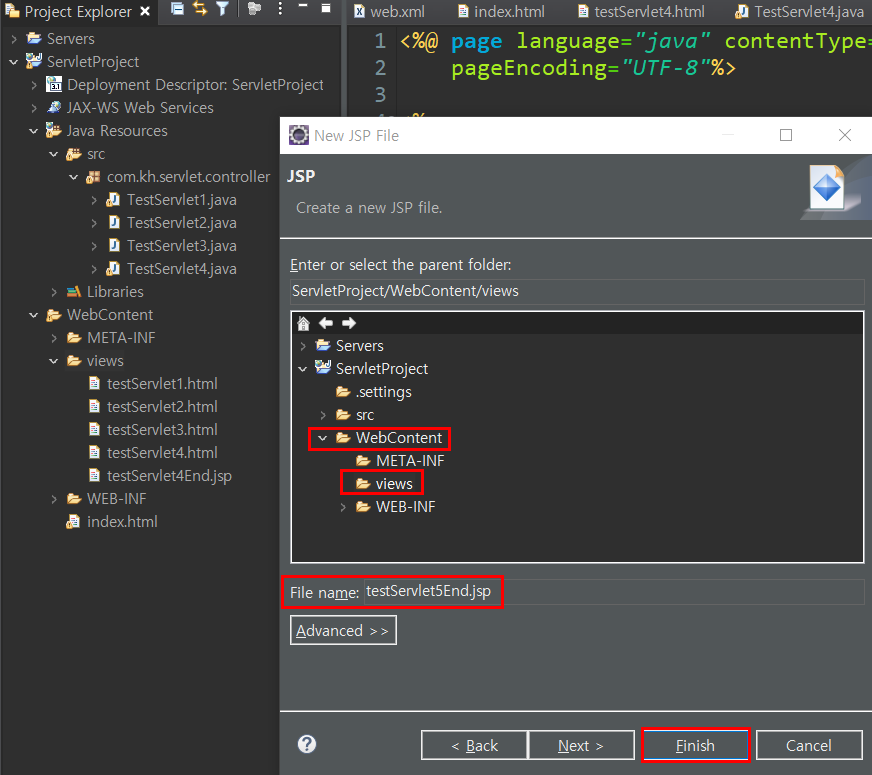 Project Explorer
web.xml
index.html
testServlet4.html
TestServlet4.java
Servers
ServletProject
Deployment Descriptor: ServletProject
JAX-WS Web Services
Java Resources
src
com.kh.servlet.controller
TestServlet1.java
TestServlet2.java
TestServlet3.java
TestServlet4.java
Libraries
WebContent
META-INF
views
testServlet1.html
testServlet2.html
testServlet3.html
testServlet4.html
testServlet4End.jsp
WEB-INF
index.html
1 <%@ page language="java" contentType=
2 pageEncoding="UTF-8"%>
3
New JSP File
JSP
Create a new JSP file.
Enter or select the parent folder:
ServletProject/WebContent/views
Servers
ServletProject
.settings
src
WebContent
META-INF
views
WEB-INF
File name: testServlet5End.jsp
Advanced >>
< Back
Next >
Finish
Cancel